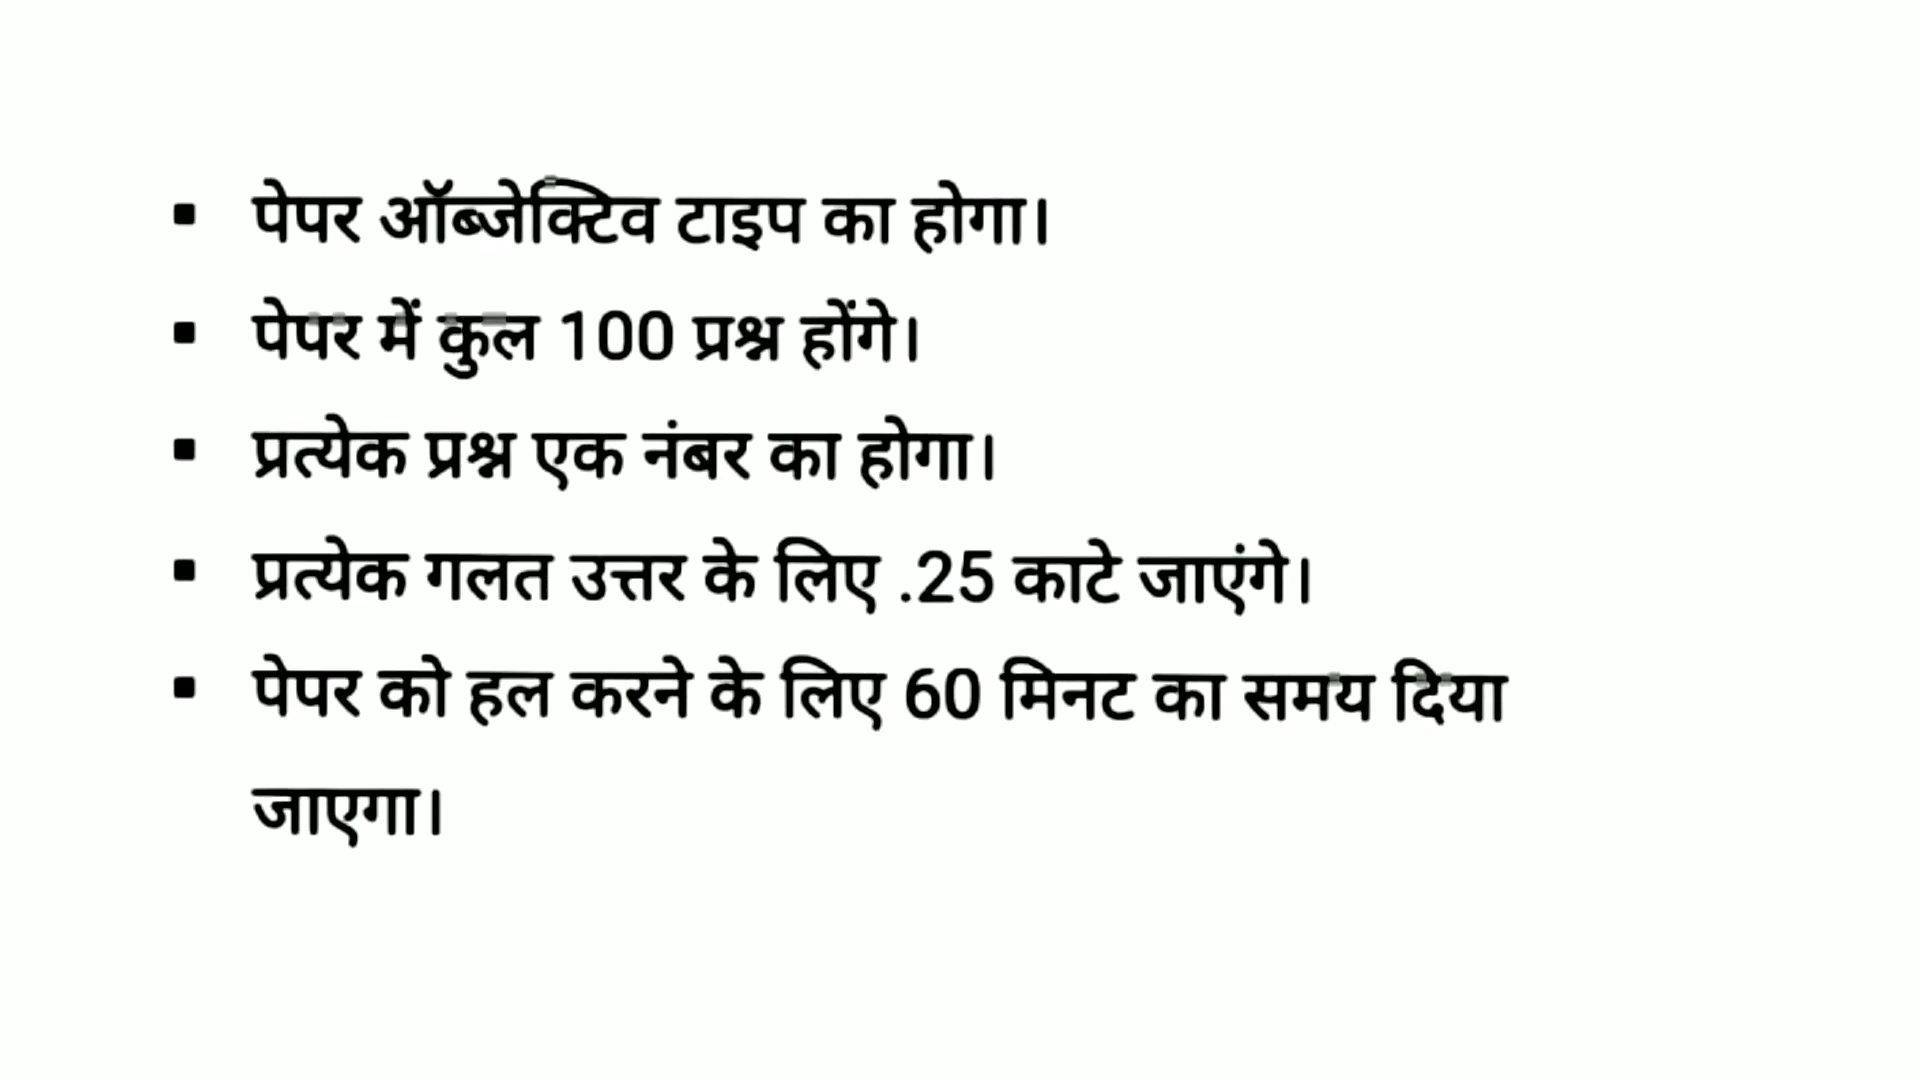 ▪ पेपर ऑब्जेक्टिव टाइप का होगा।
▪ पेपर में कुल 100 प्रश्न होंगे।
▪ प्रत्येक प्रश्न एक नंबर का होगा।
▪ प्रत्येक गलत उत्तर के लिए .25 काटे जाएंगे।
▪ पेपर को हल करने के लिए 60 मिनट का समय दिया
जाएगा।